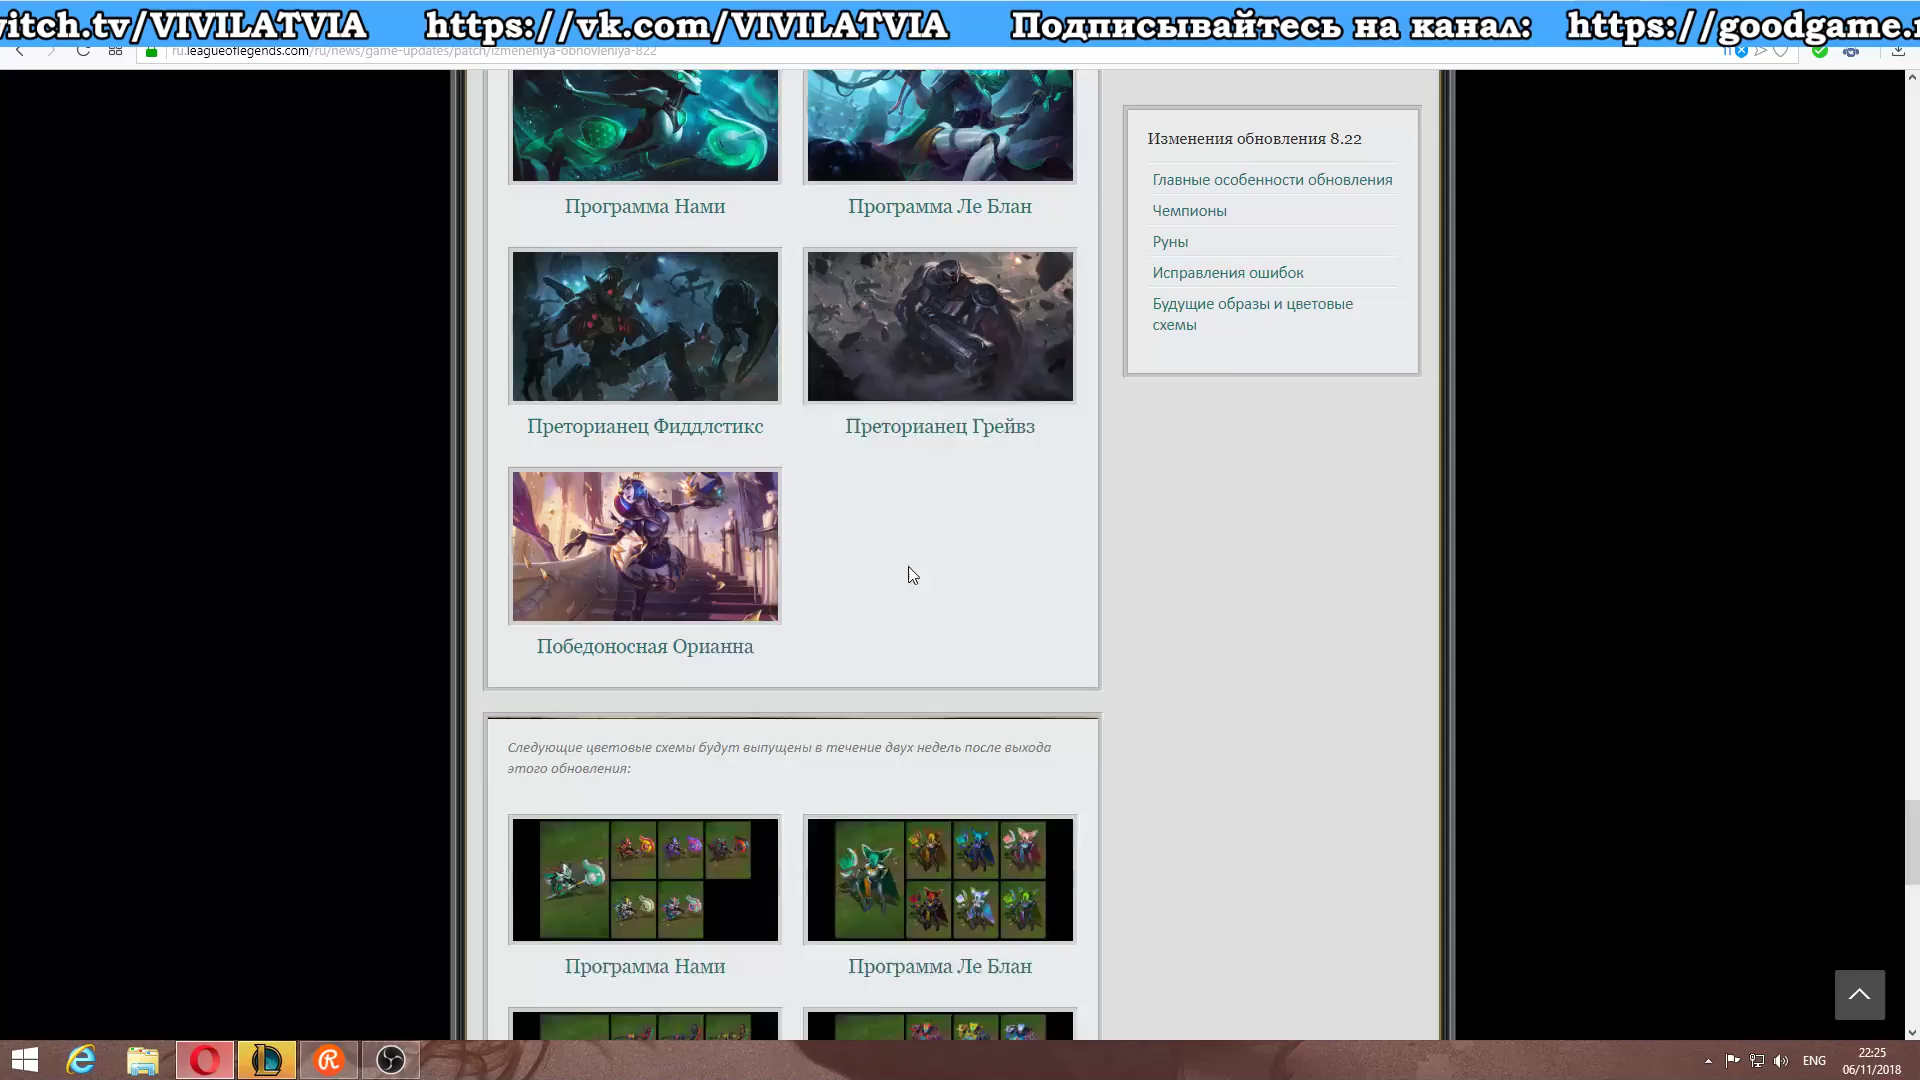 vitch.tv/VIVILATVIA https://vk.com/VIVILATVIA Подписывайтесь на канал: https://goodgame.r
ru.leagueoflegends.com/ru/news/game-updates/patch/izmeneniya-obnovleniya-822
Программа Нами
Программа Ле Блан
Преторианец Фиддлстикс
Преторианец Грейвз
Победоносная Орианна
Следующие цветовые схемы будут выпущены в течение двух недель после выхода
этого обновления:
Программа Нами
Программа Ле Блан
Изменения обновления 8.22
Главные особенности обновления
Чемпионы
Руны
Исправления ошибок
Будущие образы и цветовые
схемы
ENG
22:25
06/11/2018